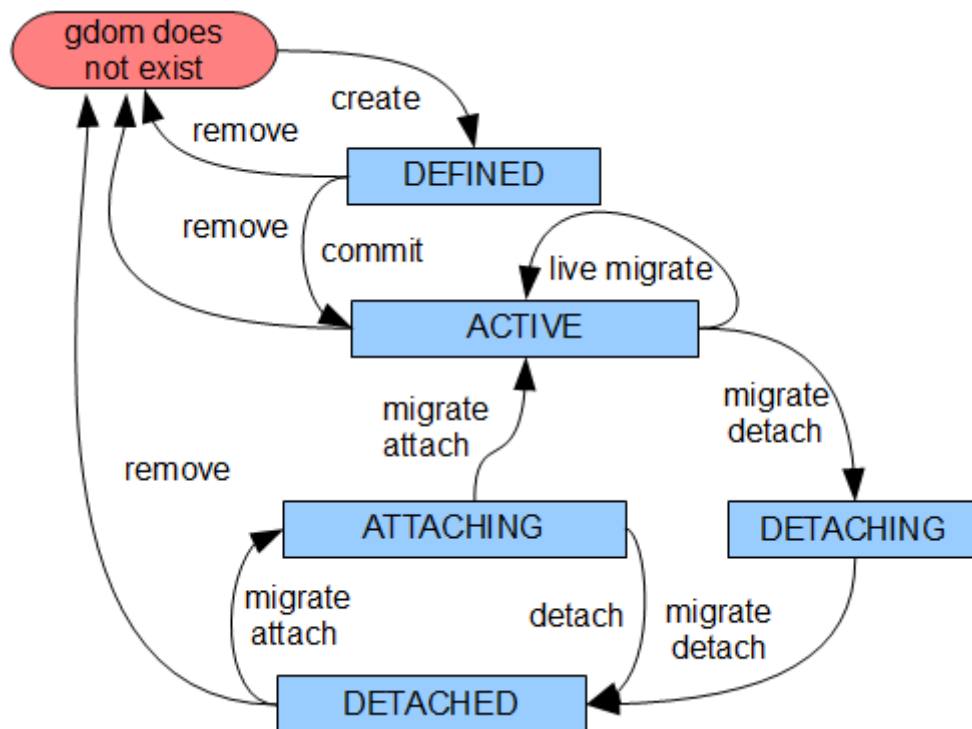 gdom does
not exist
create
remove
DEFINED
remove
commit
live migrate
ACTIVE
migrate
attach
migrate
detach
remove
ATTACHING
DETACHING
migrate
attach
detach
migrate
detach
DETACHED